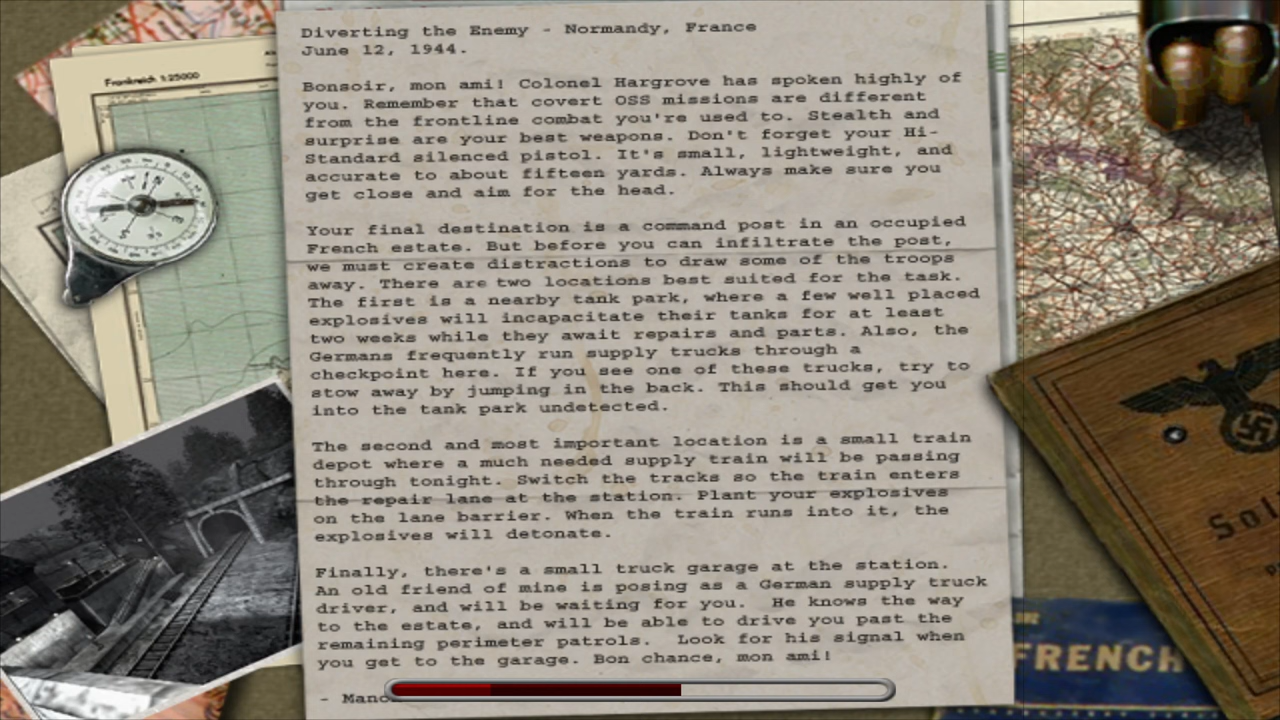 Diverting the Enemy - Normandy, France
June 12, 1944.
Bonsoir, mon ami! Colonel Hargrove has spoken highly of
you. Remember that covert OSS missions are different
from the frontline combat you're used to. Stealth and
surprise are your best weapons. Don't forget your Hi-
Standard silenced pistol. It's small, lightweight, and
accurate to about fifteen yards. Always make sure you
get close and aim for the head.
Your final destination is a command post in an occupied
French estate. But before you can infiltrate the post,
we must create distractions to draw some of the troops
away. There are two locations best suited for the task.
The first is a nearby tank park, where a few well placed
explosives will incapacitate their tanks for at least
two weeks while they await repairs and parts. Also, the
Germans frequently run supply trucks through a
checkpoint here. If you see one of these trucks, try to
stow away by jumping in the back. This should get you
into the tank park undetected.
The second and most important location is a small train
depot where a much needed supply train will be passing
through tonight. Switch the tracks so the train enters
the repair lane at the station. Plant your explosives
on the lane barrier. When the train runs into it, the
explosives will detonate.
Finally, there's a small truck garage at the station.
An old friend of mine is posing as a German supply truck
driver, and will be waiting for you. He knows the way
to the estate, and will be able to drive you past the
remaining perimeter patrols. Look for his signal when
you get to the garage. Bon chance, mon ami!
- Mano
Frankreich 1:25000
Sol
FRENCH